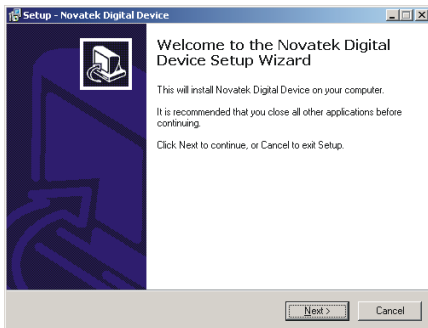 Setup - Novatek Digital Device
Welcome to the Novatek Digital
Device Setup Wizard
This will install Novatek Digital Device on your computer.
It is recommended that you close all other applications before
continuing.
Click Next to continue, or Cancel to exit Setup.
Next > Cancel